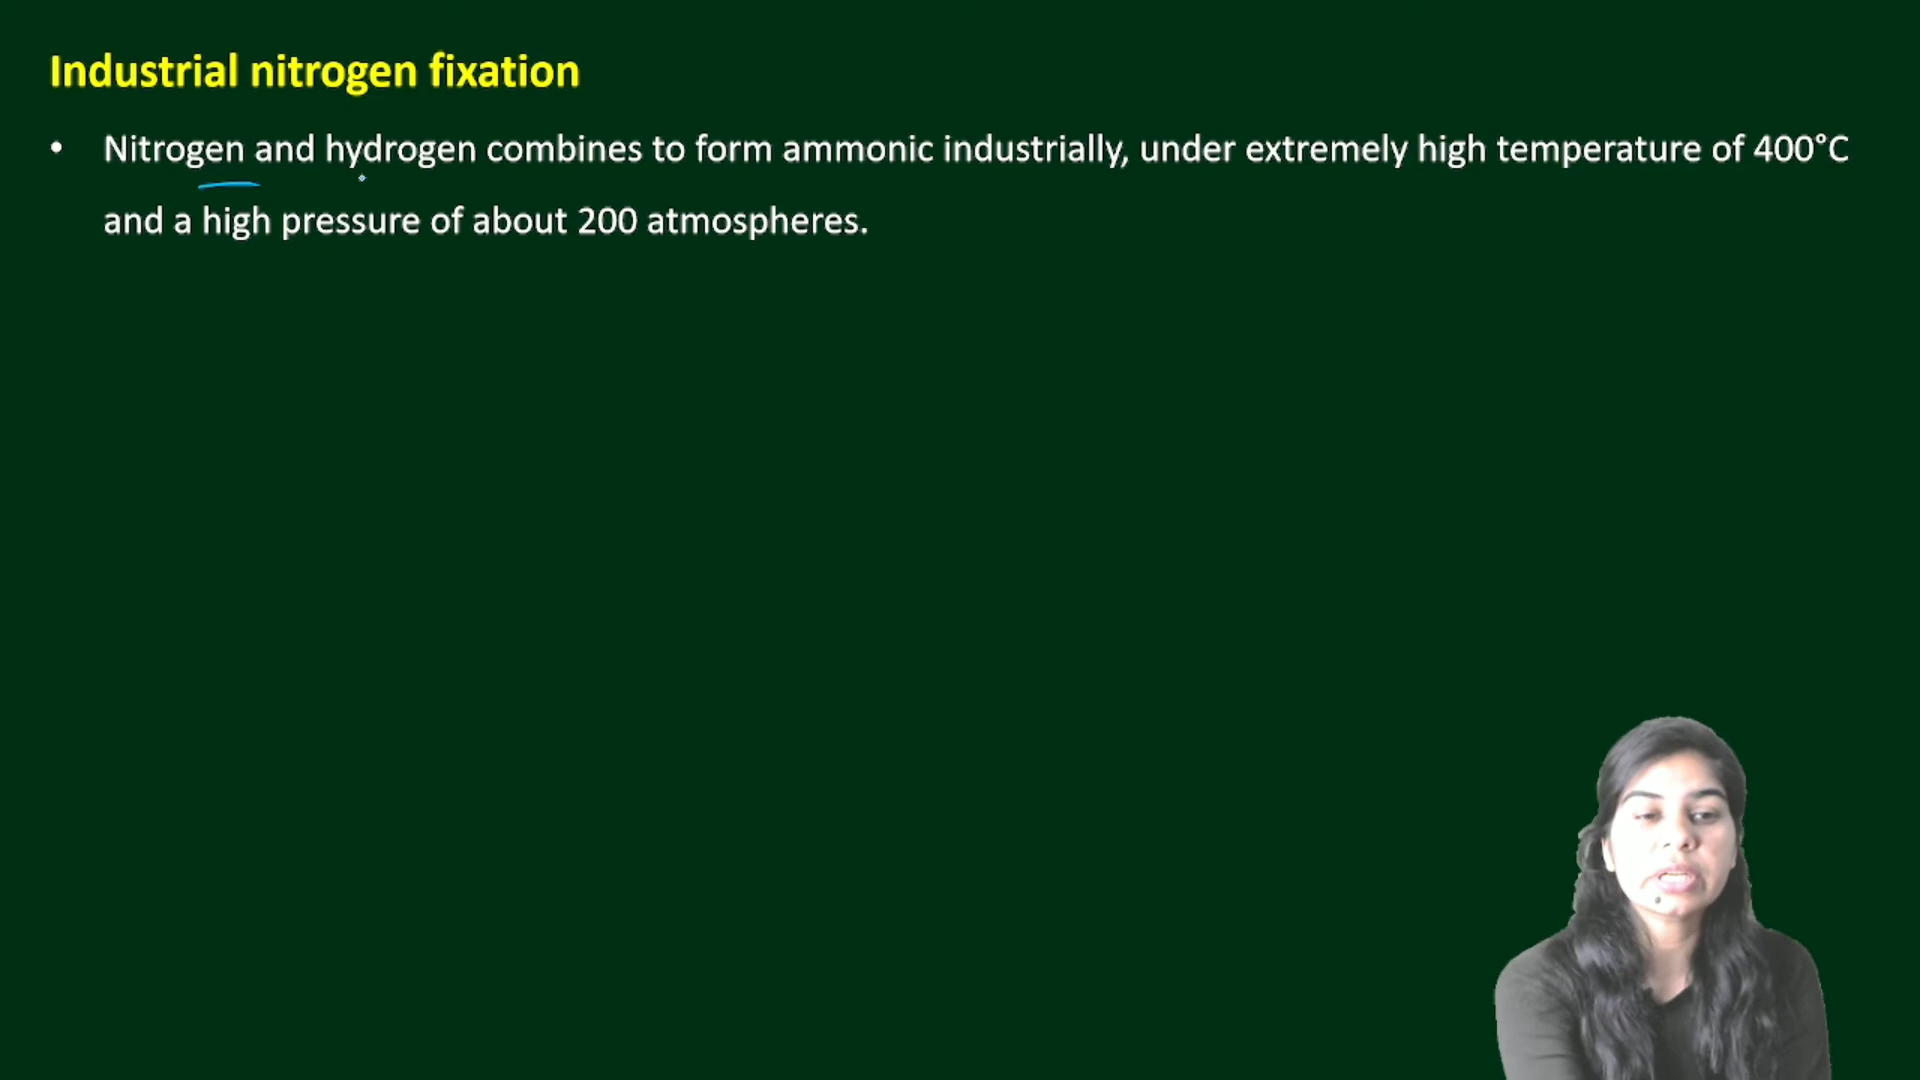 Industrial nitrogen fixation
• Nitrogen and hydrogen combines to form ammonic industrially, under extremely high temperature of 400°C
and a high pressure of about 200 atmospheres.